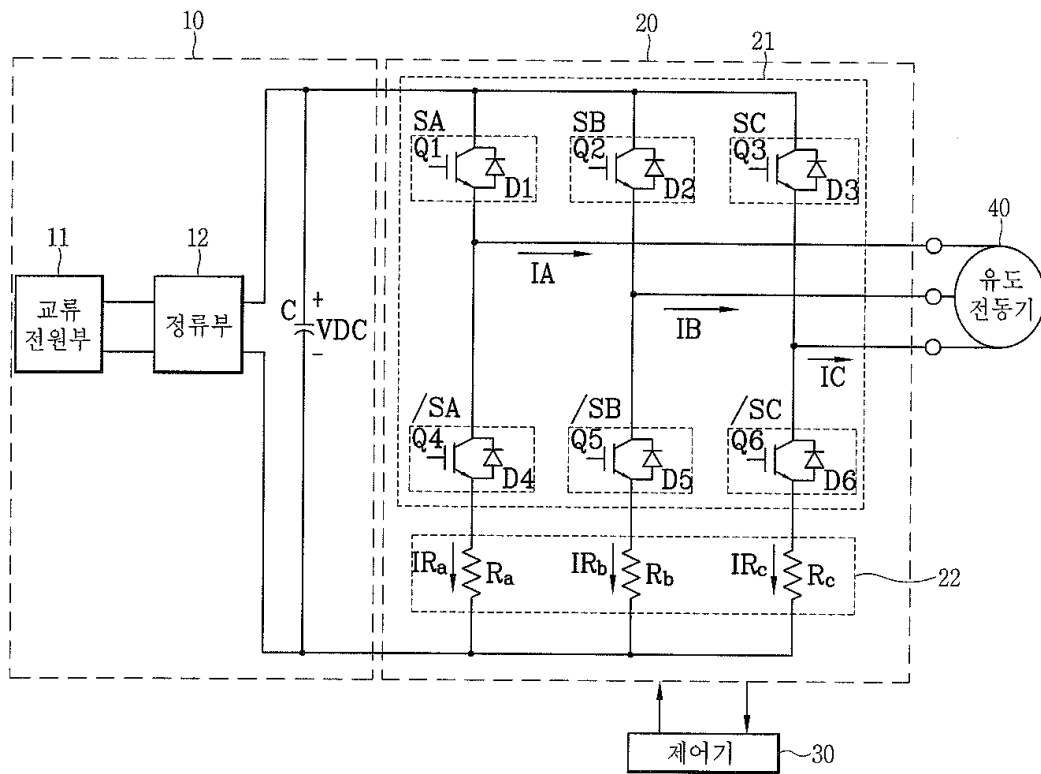 10
20
21
SA
Q1
D1
SB
Q2
D2
SC
Q3
D3
11
교류
전원부
12
정류부
C
+
VDC
−
IA
IB
IC
40
유도
전동기
/SA
Q4
D4
/SB
Q5
D5
/SC
Q6
D6
IRa
Ra
IRb
Rb
IRc
Rc
22
제어기
30